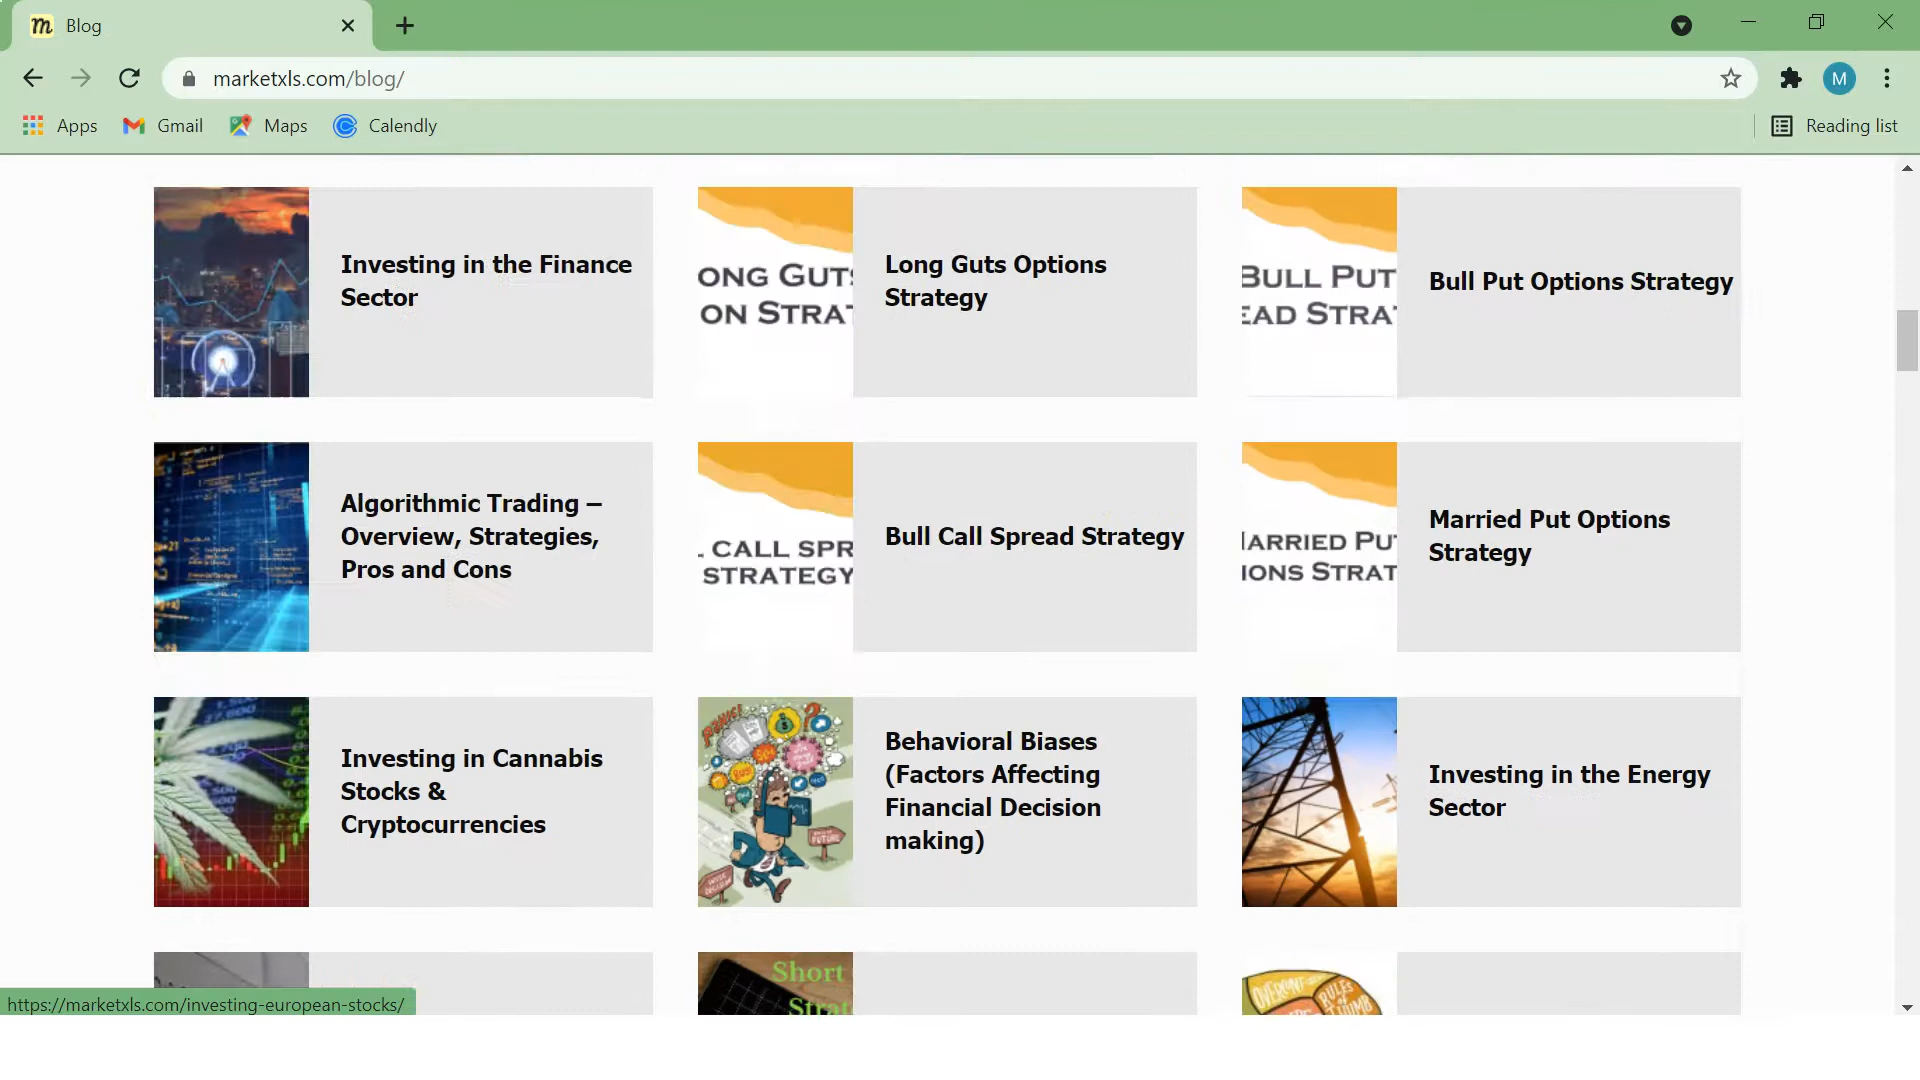 Blog
marketxls.com/blog/
M
Apps
Gmail
Maps
Calendly
Reading list
Investing in the Finance
Sector
ONG GUTS
ON STRAT
Long Guts Options
Strategy
BULL PUT
EAD STRA
Bull Put Options Strategy
Algorithmic Trading –
Overview, Strategies,
Pros and Cons
CALL SPR
STRATEGY
Bull Call Spread Strategy
MARRIED PU
IONS STRAT
Married Put Options
Strategy
Investing in Cannabis
Stocks &
Cryptocurrencies
PANIC!
FUTURE
Behavioral Biases
(Factors Affecting
Financial Decision
making)
Investing in the Energy
Sector
Short
Strat
RULES
https://marketxls.com/investing-european-stocks/